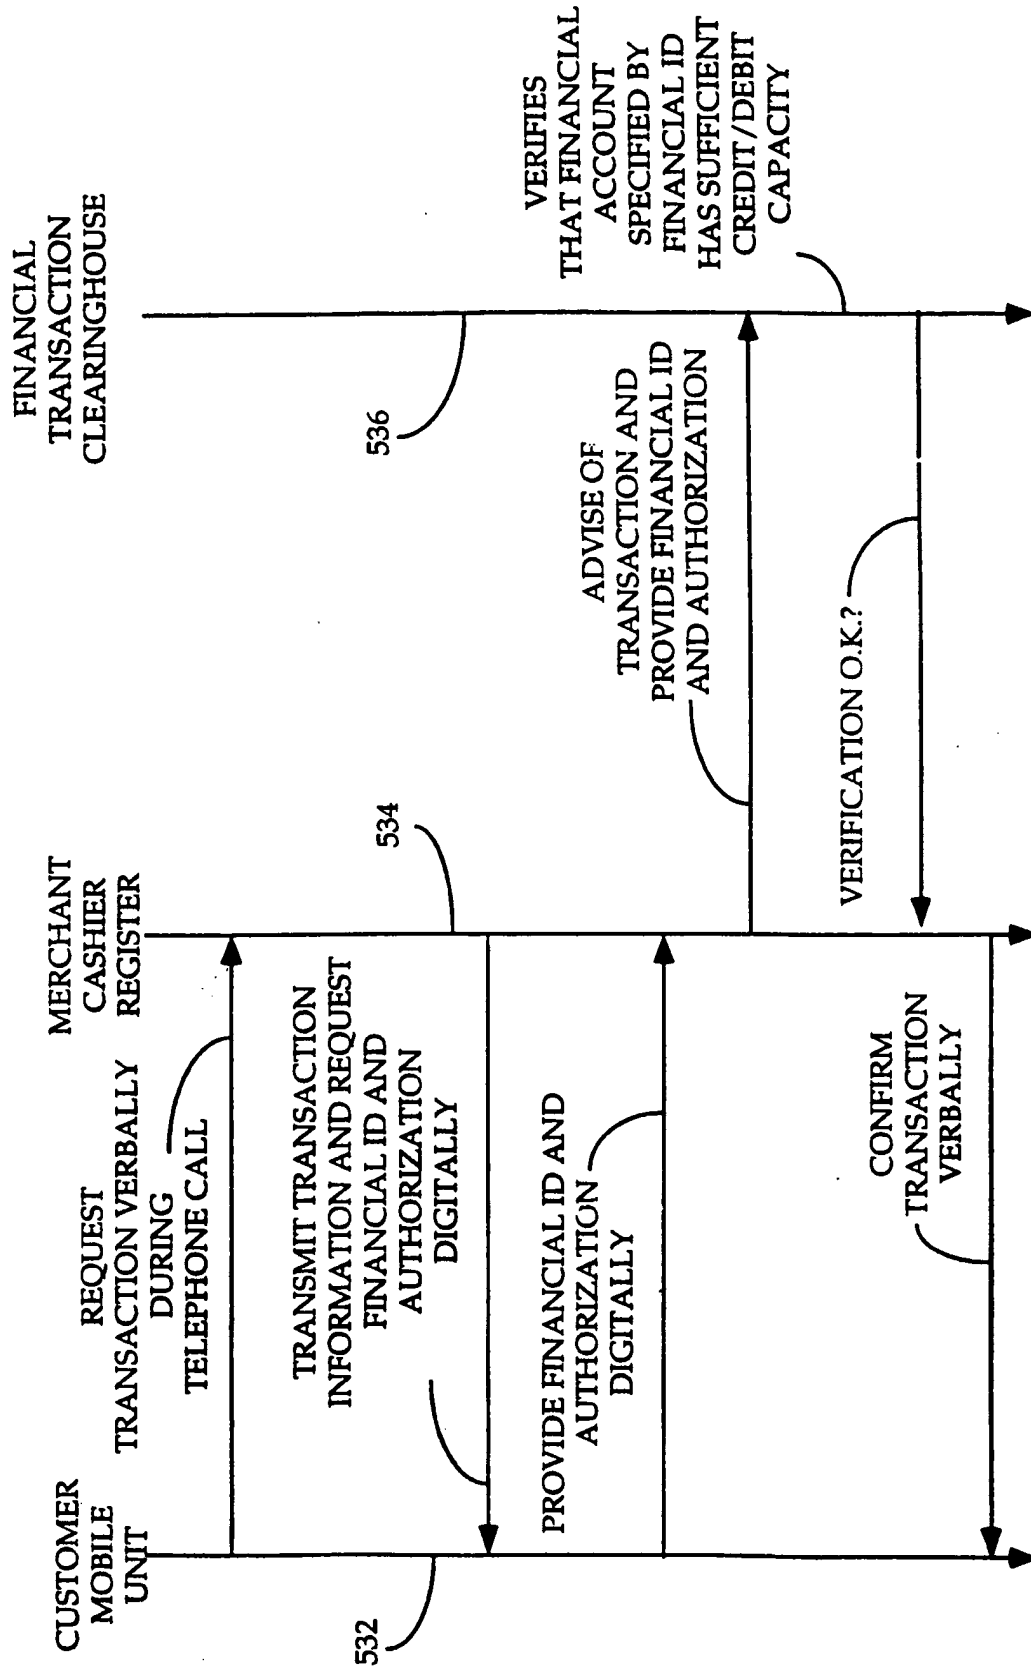 CUSTOMER
MOBILE
UNIT
MERCHANT
CASHIER
REGISTER
FINANCIAL
TRANSACTION
CLEARINGHOUSE
REQUEST
TRANSACTION VERBALLY
DURING
TELEPHONE CALL
532
534
536
TRANSMIT TRANSACTION
INFORMATION AND REQUEST
FINANCIAL ID AND
AUTHORIZATION
DIGITALLY
PROVIDE FINANCIAL ID AND
AUTHORIZATION
DIGITALLY
ADVISE OF
TRANSACTION AND
PROVIDE FINANCIAL ID
AND AUTHORIZATION
VERIFIES
THAT FINANCIAL
ACCOUNT
SPECIFIED BY
FINANCIAL ID
HAS SUFFICIENT
CREDIT/DEBIT
CAPACITY
VERIFICATION O.K.?
CONFIRM
TRANSACTION
VERBALLY